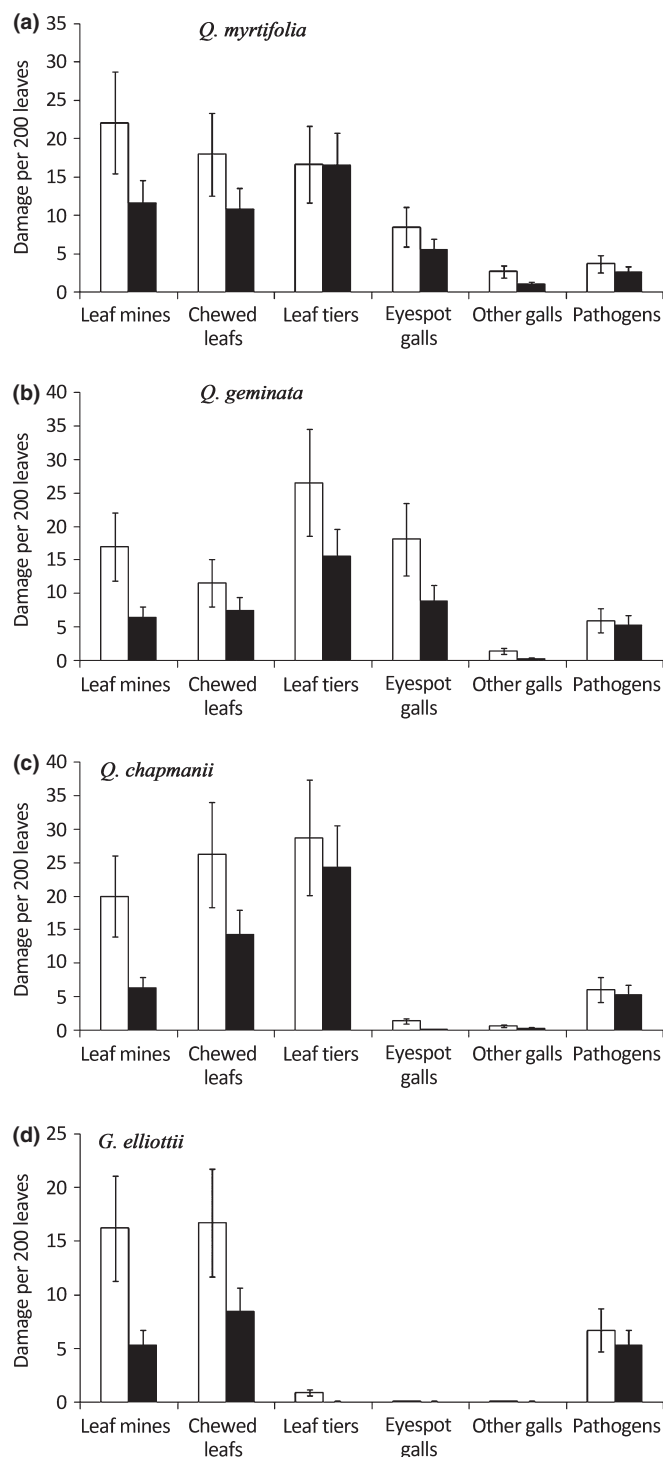 (a)
Q. myrtifolia
Damage per 200 leaves
35
30
25
20
15
10
5
0
Leaf mines
Chewed
leafs
Leaf tiers
Eyespot
galls
Other galls
Pathogens
(b)
Q. geminata
Damage per 200 leaves
40
35
30
25
20
15
10
5
0
Leaf mines
Chewed
leafs
Leaf tiers
Eyespot
galls
Other galls
Pathogens
(c)
Q. chapmanii
Damage per 200 leaves
40
35
30
25
20
15
10
5
0
Leaf mines
Chewed
leafs
Leaf tiers
Eyespot
galls
Other galls
Pathogens
(d)
G. elliottii
Damage per 200 leaves
25
20
15
10
5
0
Leaf mines
Chewed
leafs
Leaf tiers
Eyespot
galls
Other galls
Pathogens